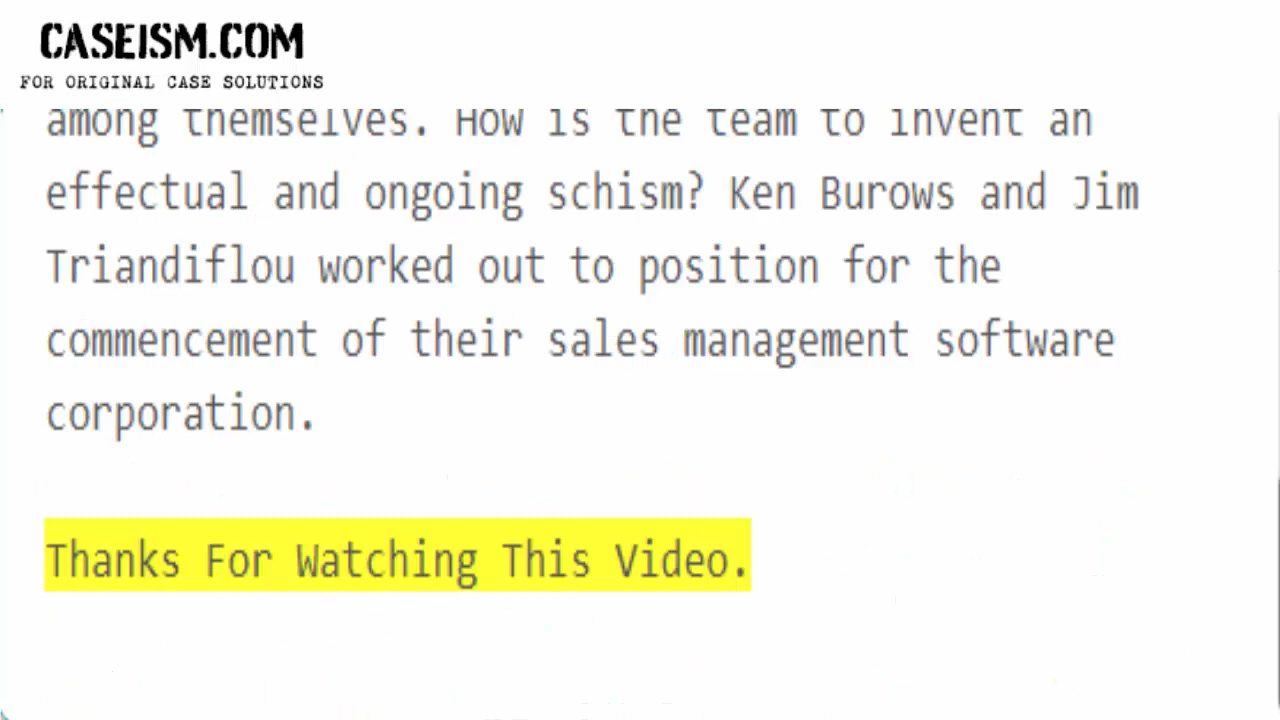 CASEISM.COM
FOR ORIGINAL CASE SOLUTIONS
among themselves. How is the team to invent an
effectual and ongoing schism? Ken Burows and Jim
Triandiflou worked out to position for the
commencement of their sales management software
corporation.
Thanks For Watching This Video.